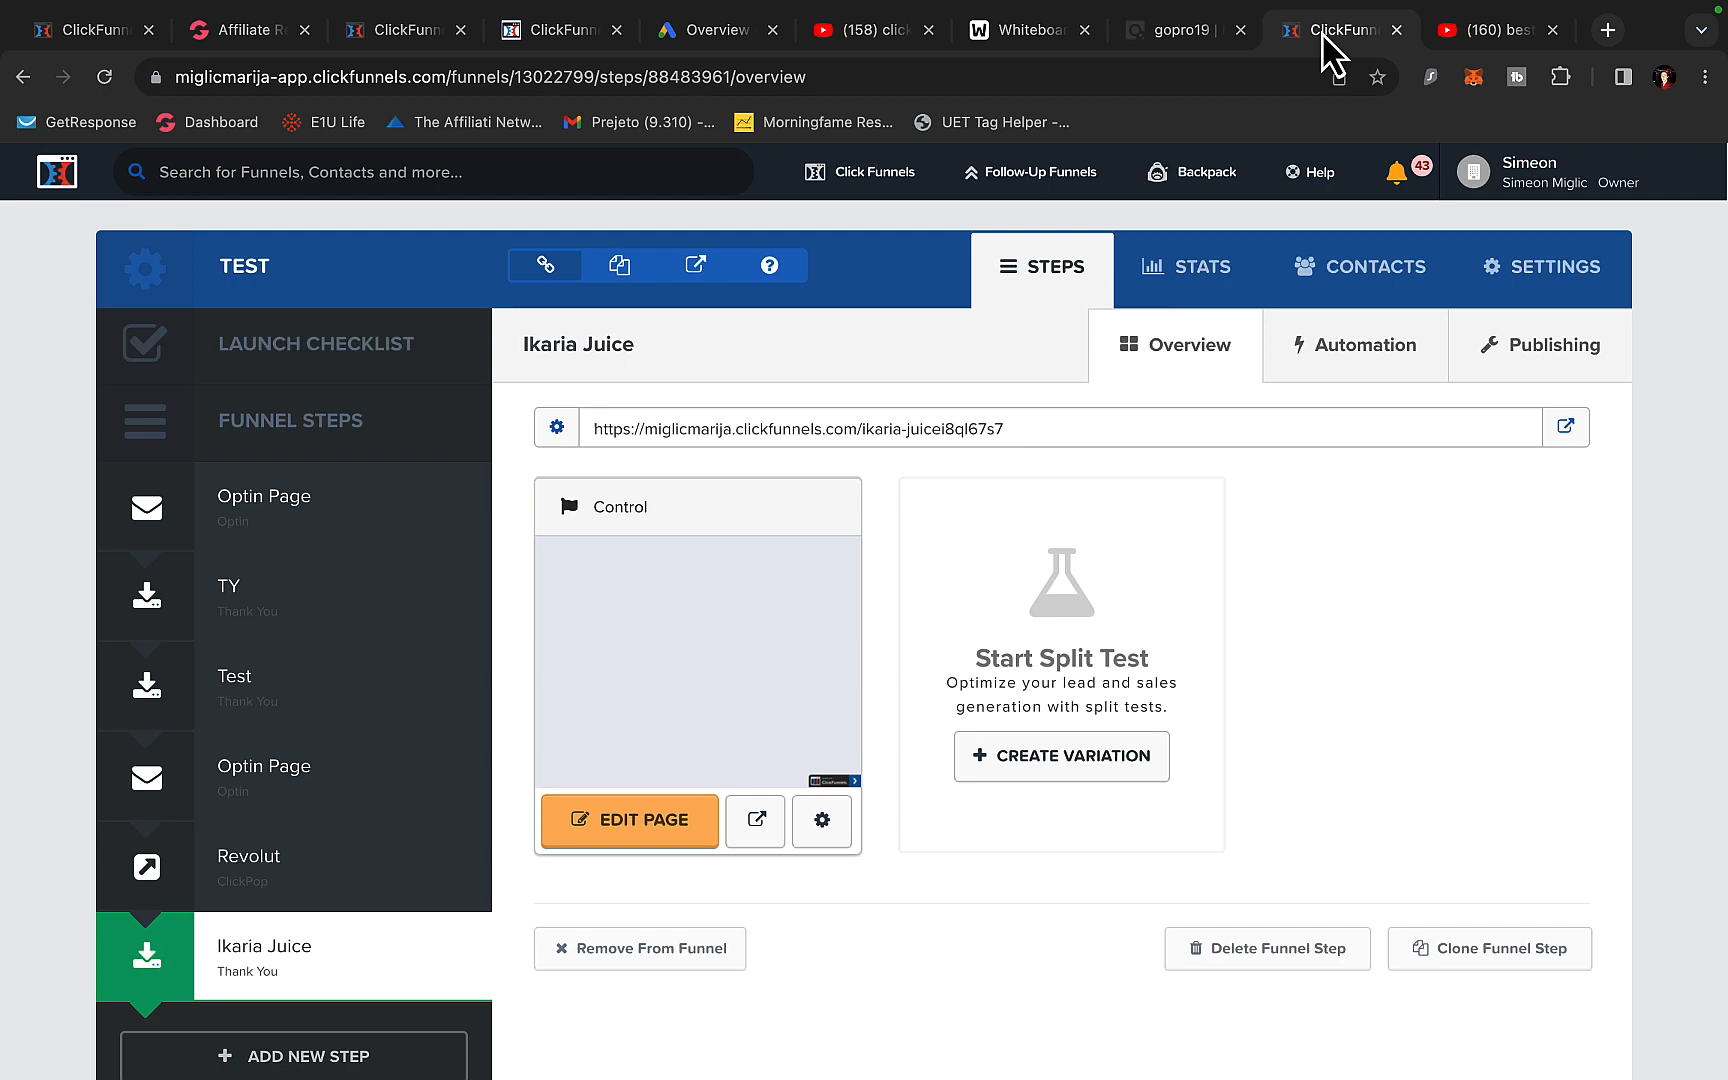 ClickFunn
Affiliate Re
ClickFunn
ClickFunn
Overview
(158) click
Whiteboar
gopro19 |
ClickFunn
(160) best
miglicmarija-app.clickfunnels.com/funnels/13022799/steps/88483961/overview
GetResponse
Dashboard
E1U Life
The Affiliati Netw...
Prejeto (9.310) -...
Morningfame Res...
UET Tag Helper -...
Search for Funnels, Contacts and more...
Click Funnels
Follow-Up Funnels
Backpack
Help
43
Simeon
Simeon Miglic Owner
TEST
STEPS
STATS
CONTACTS
SETTINGS
LAUNCH CHECKLIST
FUNNEL STEPS
Optin Page
Optin
TY
Thank You
Test
Thank You
Optin Page
Optin
Revolut
ClickPop
Ikaria Juice
Thank You
+ ADD NEW STEP
Ikaria Juice
Overview
Automation
Publishing
https://miglicmarija.clickfunnels.com/ikaria-juicei8ql67s7
Control
EDIT PAGE
Start Split Test
Optimize your lead and sales
generation with split tests.
+ CREATE VARIATION
Remove From Funnel
Delete Funnel Step
Clone Funnel Step